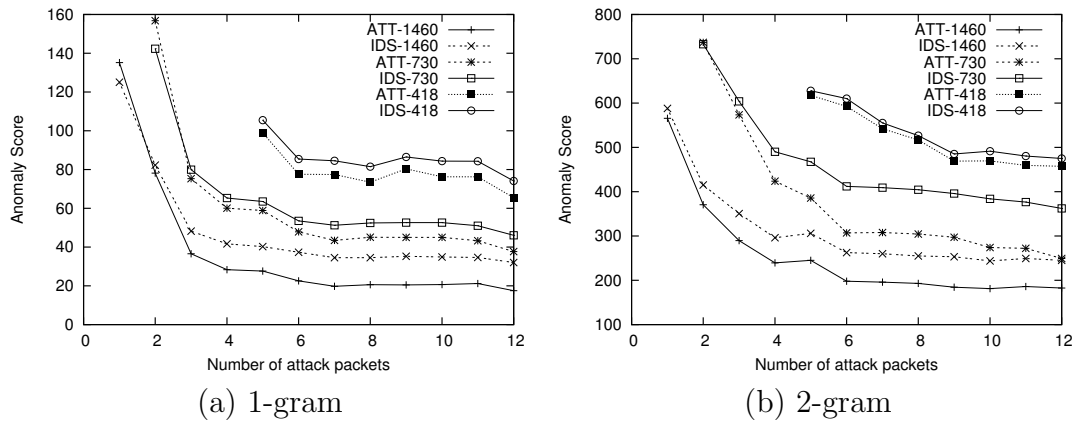 160
140
120
100
80
60
40
20
0
Anomaly Score
ATT-1460
IDS-1460
ATT-730
IDS-730
ATT-418
IDS-418
0 2 4 6 8 10 12
Number of attack packets
(a) 1-gram
800
700
600
500
400
300
200
100
Anomaly Score
ATT-1460
IDS-1460
ATT-730
IDS-730
ATT-418
IDS-418
0 2 4 6 8 10 12
Number of attack packets
(b) 2-gram